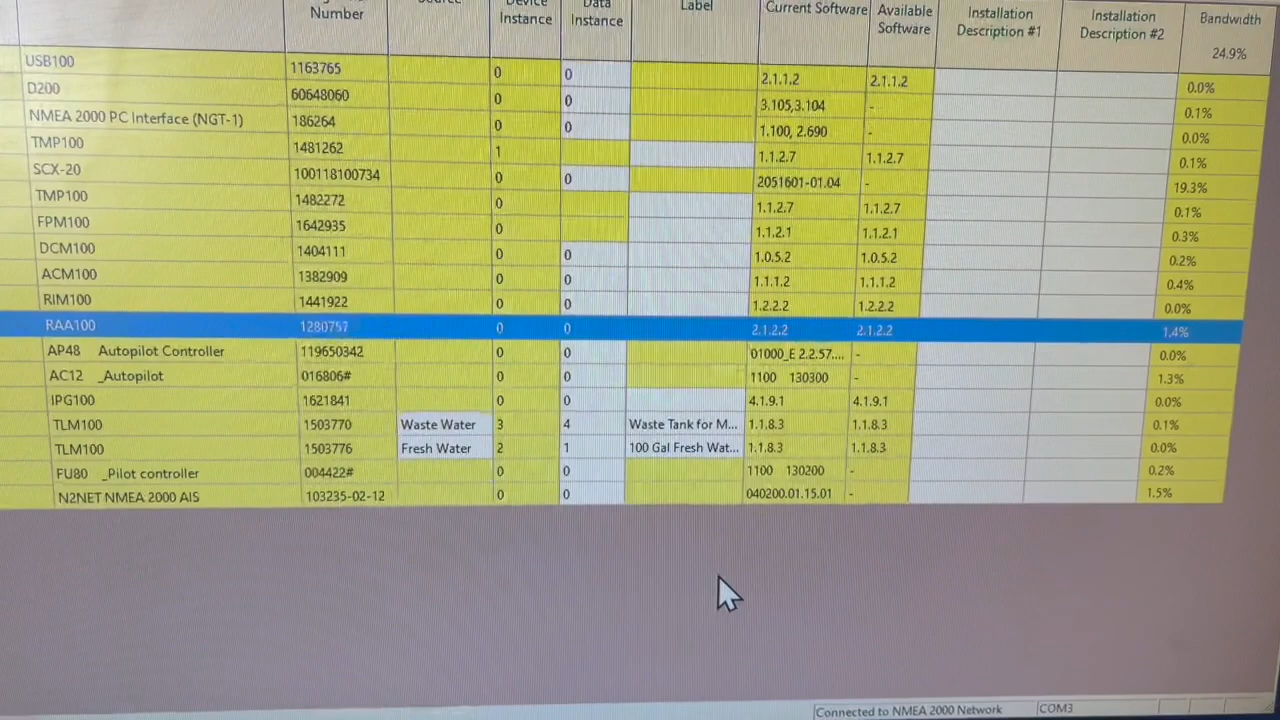 Number Instance Data Instance Label Current Software Available Software Installation Description #1 Installation Description #2 Bandwidth 24.9%
USB100 1163765 0 0 2.1.1.2 2.1.1.2 0.0%
D200 60648060 0 0 3.105,3.104 - 0.1%
NMEA 2000 PC Interface (NGT-1) 186264 0 0 1.100, 2.690 - 0.0%
TMP100 1481262 1 1.1.2.7 1.1.2.7 0.1%
SCX-20 100118100734 0 0 2051601-01.04 - 19.3%
TMP100 1482272 0 1.1.2.7 1.1.2.7 0.1%
FPM100 1642935 0 1.1.2.1 1.1.2.1 0.3%
DCM100 1404111 0 0 1.0.5.2 1.0.5.2 0.2%
ACM100 1382909 0 0 1.1.1.2 1.1.1.2 0.4%
RIM100 1441922 0 0 1.2.2.2 1.2.2.2 0.0%
RAA100 1280757 0 0 2.1.2.2 2.1.2.2 1.4%
AP48 Autopilot Controller 119650342 0 0 01000_E 2.2.57.... - 0.0%
AC12 _Autopilot 016806# 0 0 1100 130300 - 1.3%
IPG100 1621841 0 0 4.1.9.1 4.1.9.1 0.0%
TLM100 1503770 Waste Water 3 4 Waste Tank for M... 1.1.8.3 1.1.8.3 0.1%
TLM100 1503776 Fresh Water 2 1 100 Gal Fresh Wat... 1.1.8.3 1.1.8.3 0.0%
FU80 _Pilot controller 004422# 0 0 1100 130200 - 0.2%
N2NET NMEA 2000 AIS 103235-02-12 0 0 040200.01.15.01 - 1.5%
Connected to NMEA 2000 Network COM3